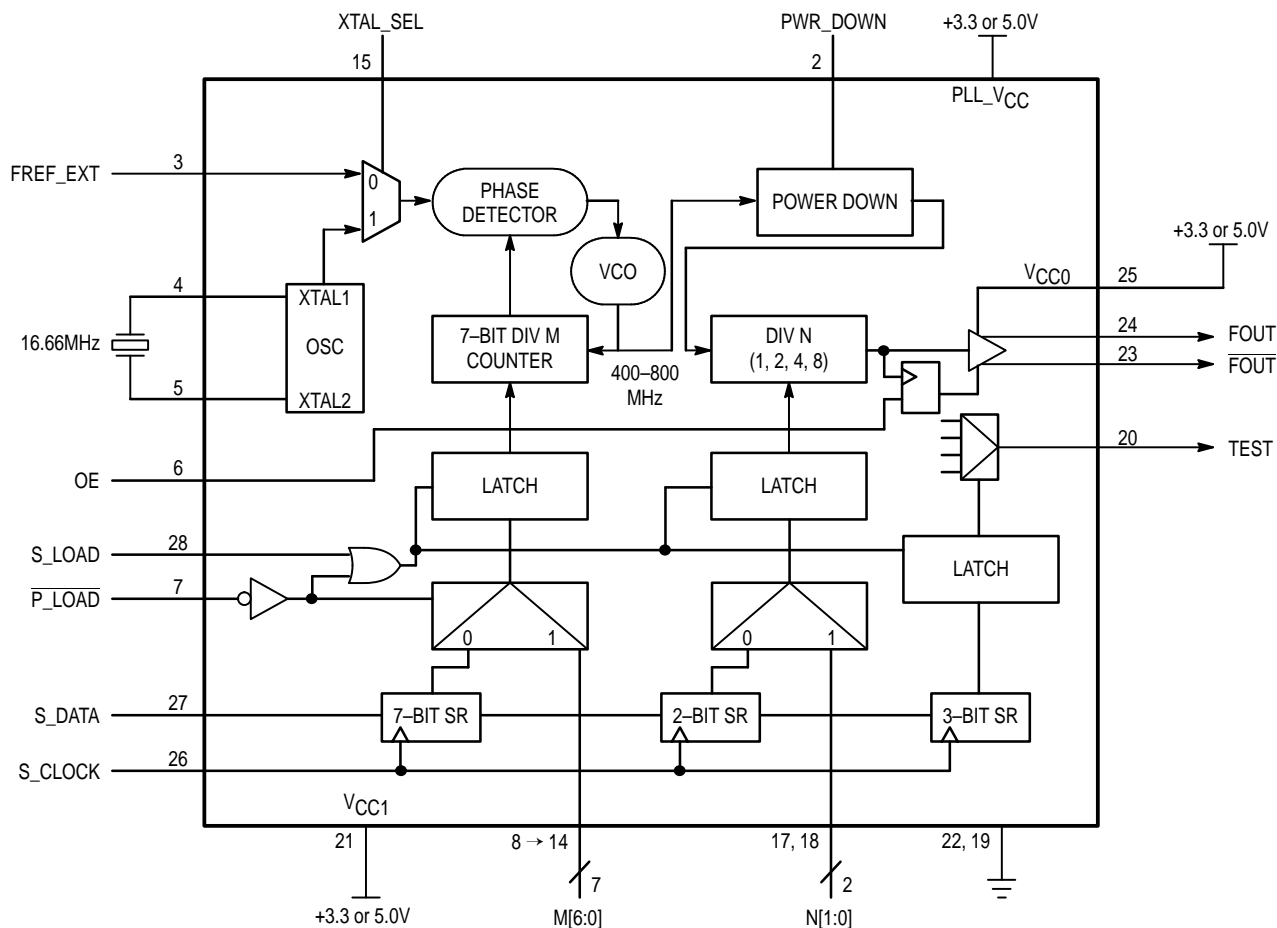 XTAL_SEL
PWR_DOWN
+3.3 or 5.0V
15
2
PLL_VCC
FREF_EXT
3
0
1
PHASE
DETECTOR
POWER DOWN
VCO
+3.3 or 5.0V
VCC0
25
4
XTAL1
16.66MHz
OSC
5
XTAL2
7–BIT DIV M
COUNTER
400–800
MHz
DIV N
(1, 2, 4, 8)
24
FOUT
23
FOUT
20
TEST
OE
6
LATCH
LATCH
S_LOAD
28
LATCH
P_LOAD
7
0
1
0
1
S_DATA
27
7–BIT SR
2–BIT SR
3–BIT SR
S_CLOCK
26
VCC1
21
8 → 14
17, 18
22, 19
7
2
+3.3 or 5.0V
M[6:0]
N[1:0]